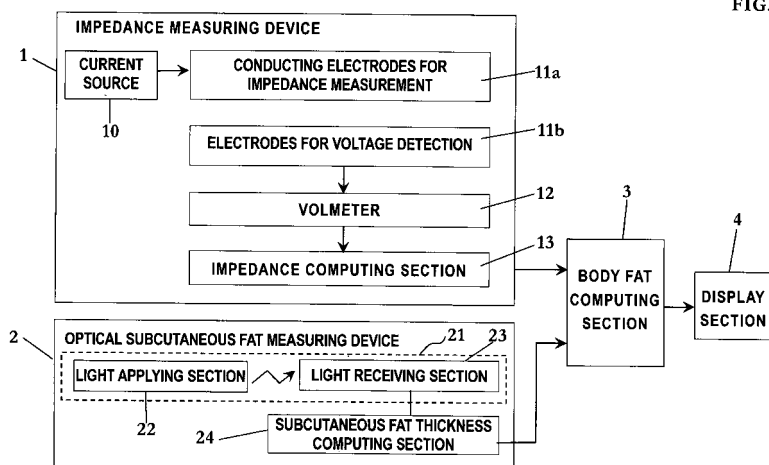 FIG.
IMPEDANCE MEASURING DEVICE
1
CURRENT
SOURCE
10
CONDUCTING ELECTRODES FOR
IMPEDANCE MEASUREMENT
11a
ELECTRODES FOR VOLTAGE DETECTION
11b
VOLMETER
12
IMPEDANCE COMPUTING SECTION
13
3
BODY FAT
COMPUTING
SECTION
4
DISPLAY
SECTION
2
OPTICAL SUBCUTANEOUS FAT MEASURING DEVICE
21
23
LIGHT APPLYING SECTION
LIGHT RECEIVING SECTION
22
24
SUBCUTANEOUS FAT THICKNESS
COMPUTING SECTION